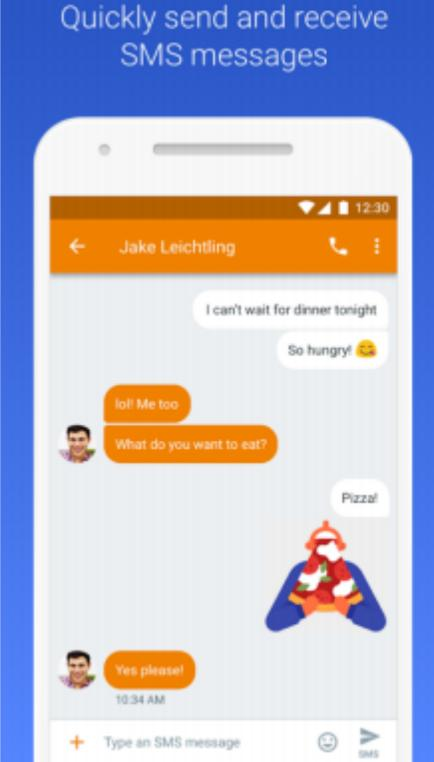 Quickly send and receive
SMS messages
12:30
Jake Leichtling
I can't wait for dinner tonight
So hungry! 😋
lol! Me too
What do you want to eat?
Pizza!
Yes please!
10:34 AM
Type an SMS message
SMS